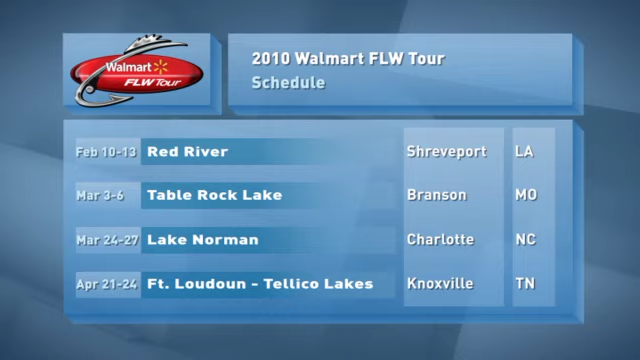 Walmart
FLW TOUR
2010 Walmart FLW Tour
Schedule
Feb 10-13 Red River Shreveport LA
Mar 3-6 Table Rock Lake Branson MO
Mar 24-27 Lake Norman Charlotte NC
Apr 21-24 Ft. Loudoun - Tellico Lakes Knoxville TN